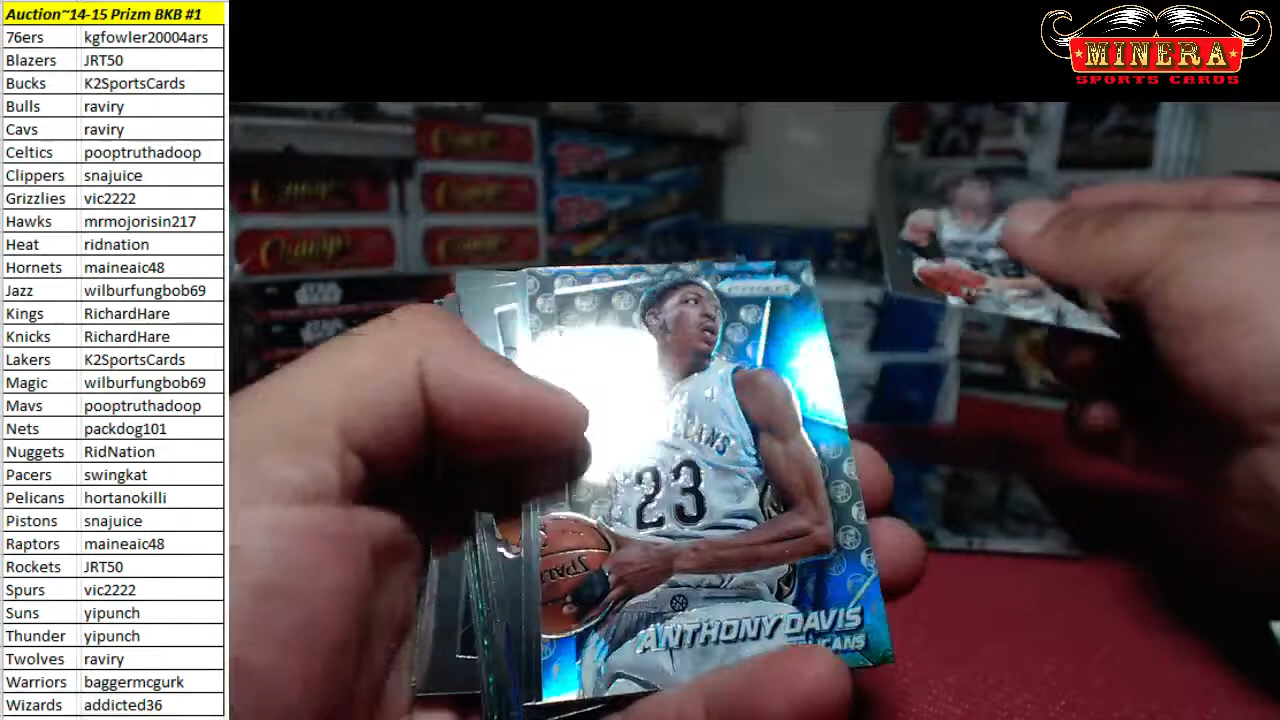 Auction~14-15 Prizm BKB #1
76ers kgfowler20004ars
Blazers JRT50
Bucks K2SportsCards
Bulls raviry
Cavs raviry
Celtics pooptruthadoop
Clippers snajuice
Grizzlies vic2222
Hawks mrmojorisin217
Heat ridnation
Hornets maineaic48
Jazz wilburfungbob69
Kings RichardHare
Knicks RichardHare
Lakers K2SportsCards
Magic wilburfungbob69
Mavs pooptruthadoop
Nets packdog101
Nuggets RidNation
Pacers swingkat
Pelicans hortanokilli
Pistons snajuice
Raptors maineaic48
Rockets JRT50
Spurs vic2222
Suns yipunch
Thunder yipunch
Twolves raviry
Warriors baggermcgurk
Wizards addicted36
MINERA
SPORTS CARDS
23
SPALDING
ANTHONY DAVIS